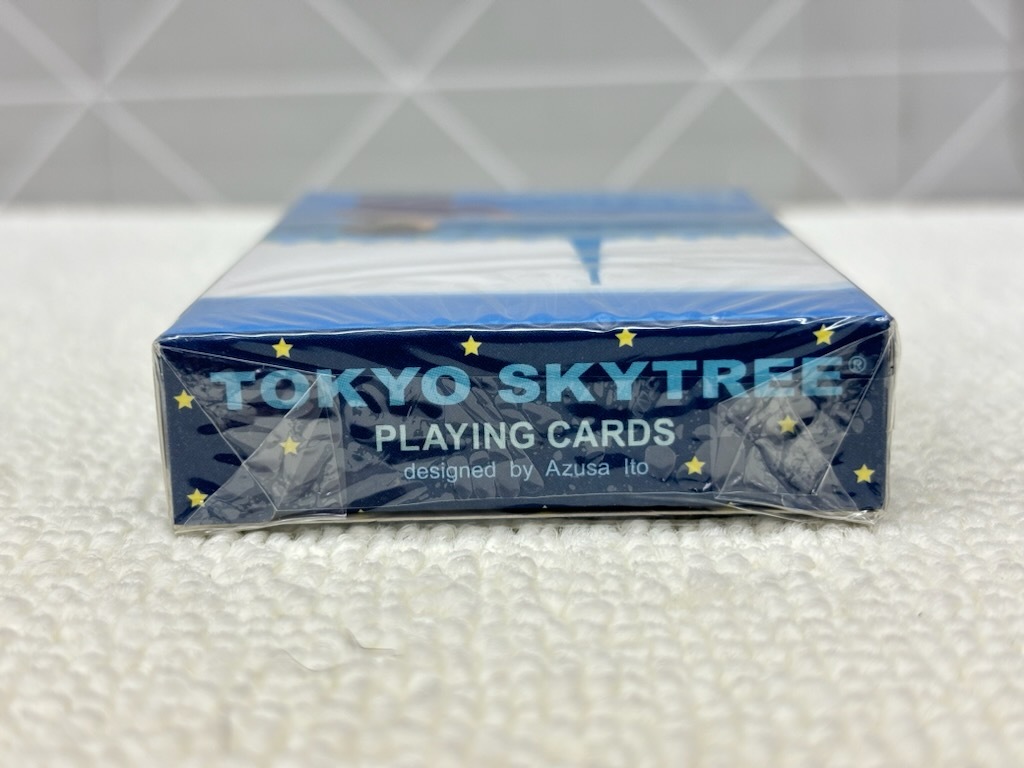 TOKYO SKYTREE®
PLAYING CARDS
designed by Azusa Ito